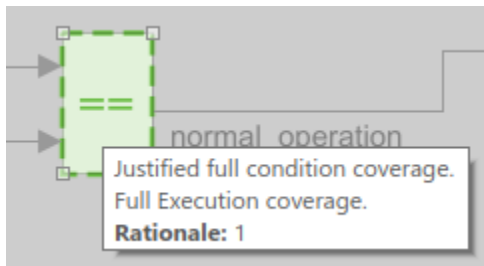 ==
normal_operation
Justified full condition coverage.
Full Execution coverage.
Rationale: 1